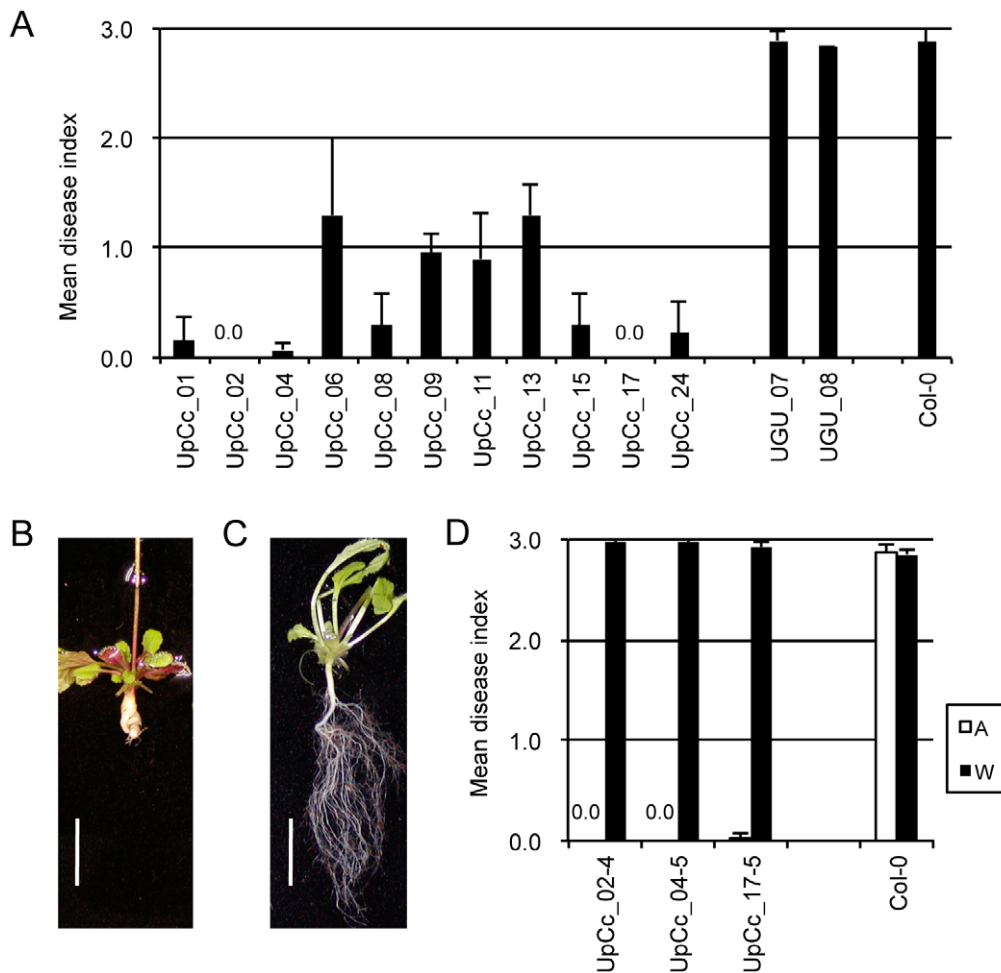 A
Mean disease index
3.0
2.0
1.0
0.0
0.0
0.0
UpCc_01
UpCc_02
UpCc_04
UpCc_06
UpCc_08
UpCc_09
UpCc_11
UpCc_13
UpCc_15
UpCc_17
UpCc_24
UGU_07
UGU_08
Col-0
B
C
D
Mean disease index
3.0
2.0
1.0
0.0
0.0
0.0
UpCc_02-4
UpCc_04-5
UpCc_17-5
Col-0
A
W